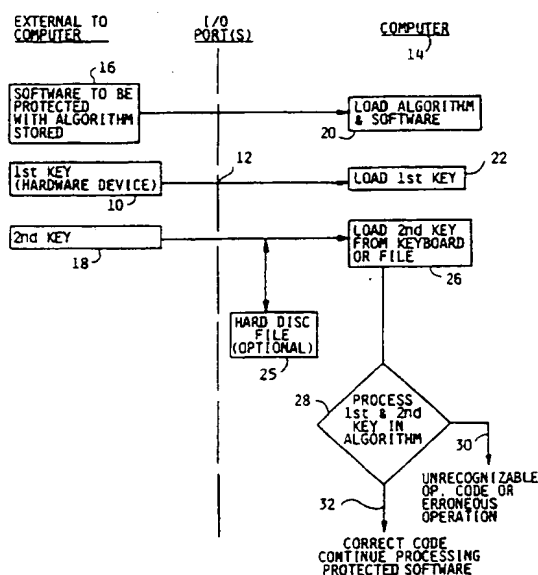 EXTERNAL TO
COMPUTER
I/O
PORT(S)
COMPUTER
14
16
SOFTWARE TO BE
PROTECTED
WITH ALGORITHM
STORED
LOAD ALGORITHM
& SOFTWARE
20
1st KEY
(HARDWARE DEVICE)
10
12
LOAD 1st KEY
22
2nd KEY
18
LOAD 2nd KEY
FROM KEYBOARD
OR FILE
26
HARD DISC
FILE
(OPTIONAL)
25
28
PROCESS
1st & 2nd
KEY IN
ALGORITHM
30
UNRECOGNIZABLE
OP. CODE OR
ERRONEOUS
OPERATION
32
CORRECT CODE
CONTINUE PROCESSING
PROTECTED SOFTWARE